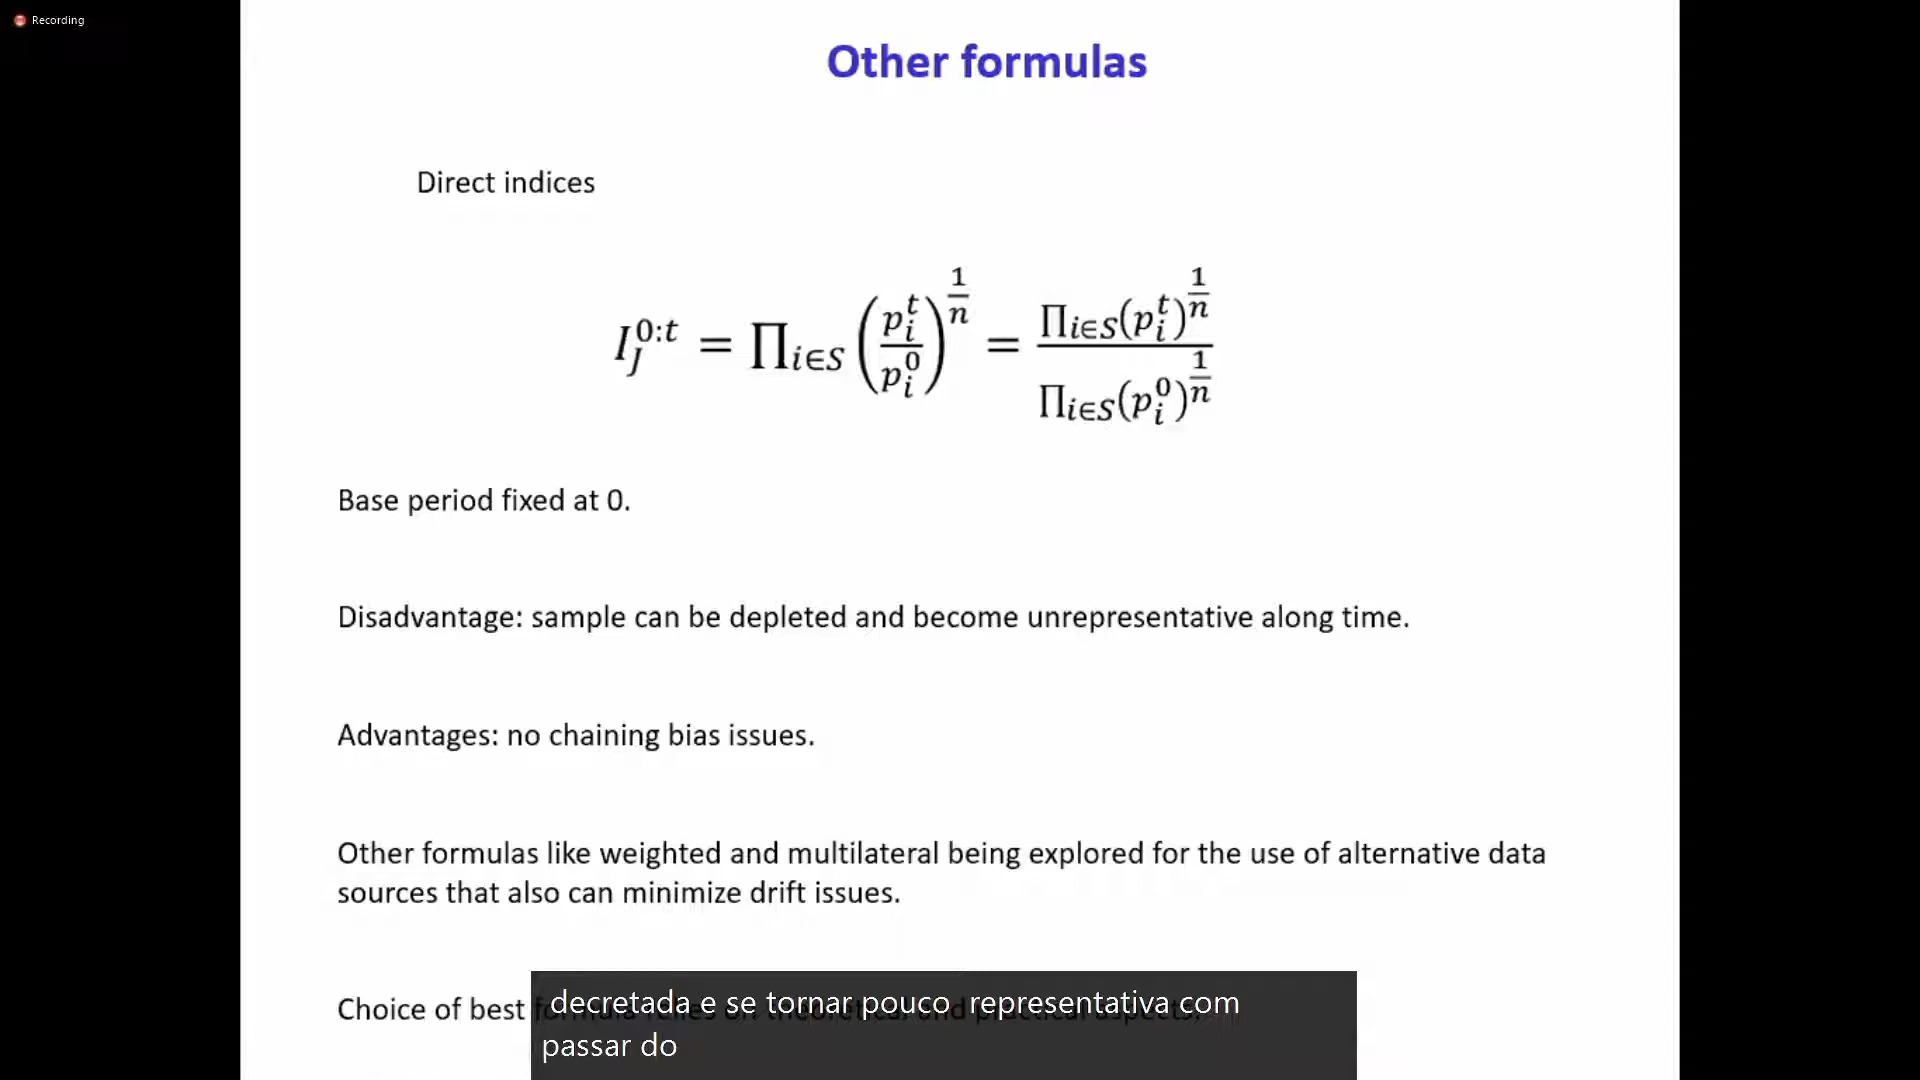 Recording
Other formulas
Direct indices
I_J^{0:t} = ∏_{i∈S} (p_i^t / p_i^0)^{1/n} = ∏_{i∈S}(p_i^t)^{1/n} / ∏_{i∈S}(p_i^0)^{1/n}
Base period fixed at 0.
Disadvantage: sample can be depleted and become unrepresentative along time.
Advantages: no chaining bias issues.
Other formulas like weighted and multilateral being explored for the use of alternative data
sources that also can minimize drift issues.
Choice of best
decretada e se tornar pouco representativa com
passar do